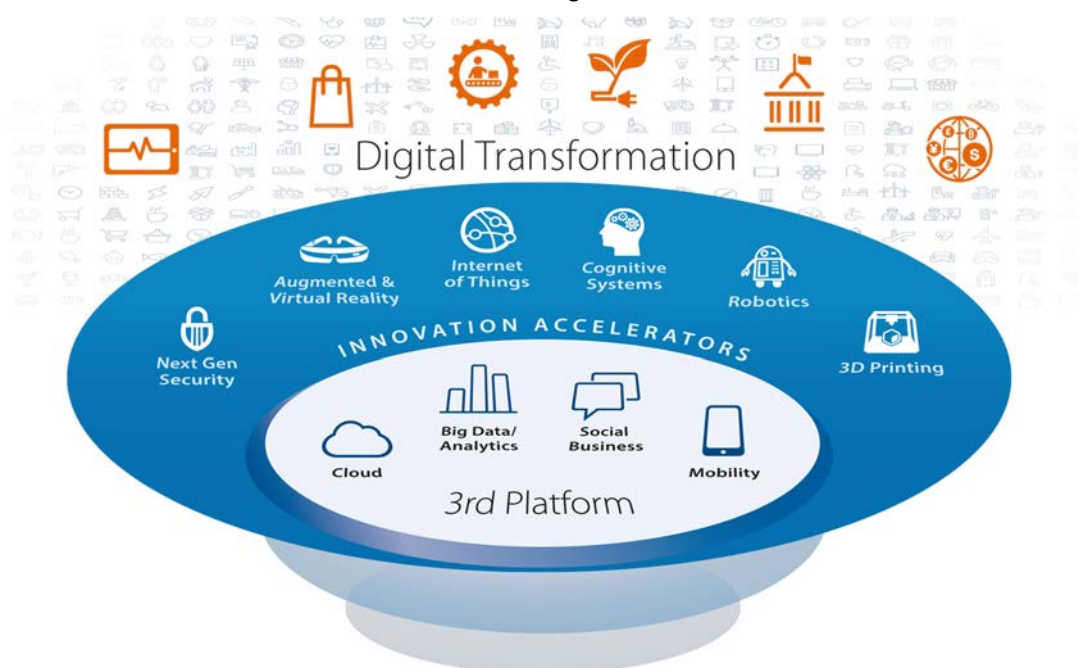 Digital Transformation
Augmented &
Virtual Reality
Internet
of Things
Cognitive
Systems
Robotics
Next Gen
Security
3D Printing
INNOVATION ACCELERATORS
Cloud
Big Data/
Analytics
Social
Business
Mobility
3rd Platform